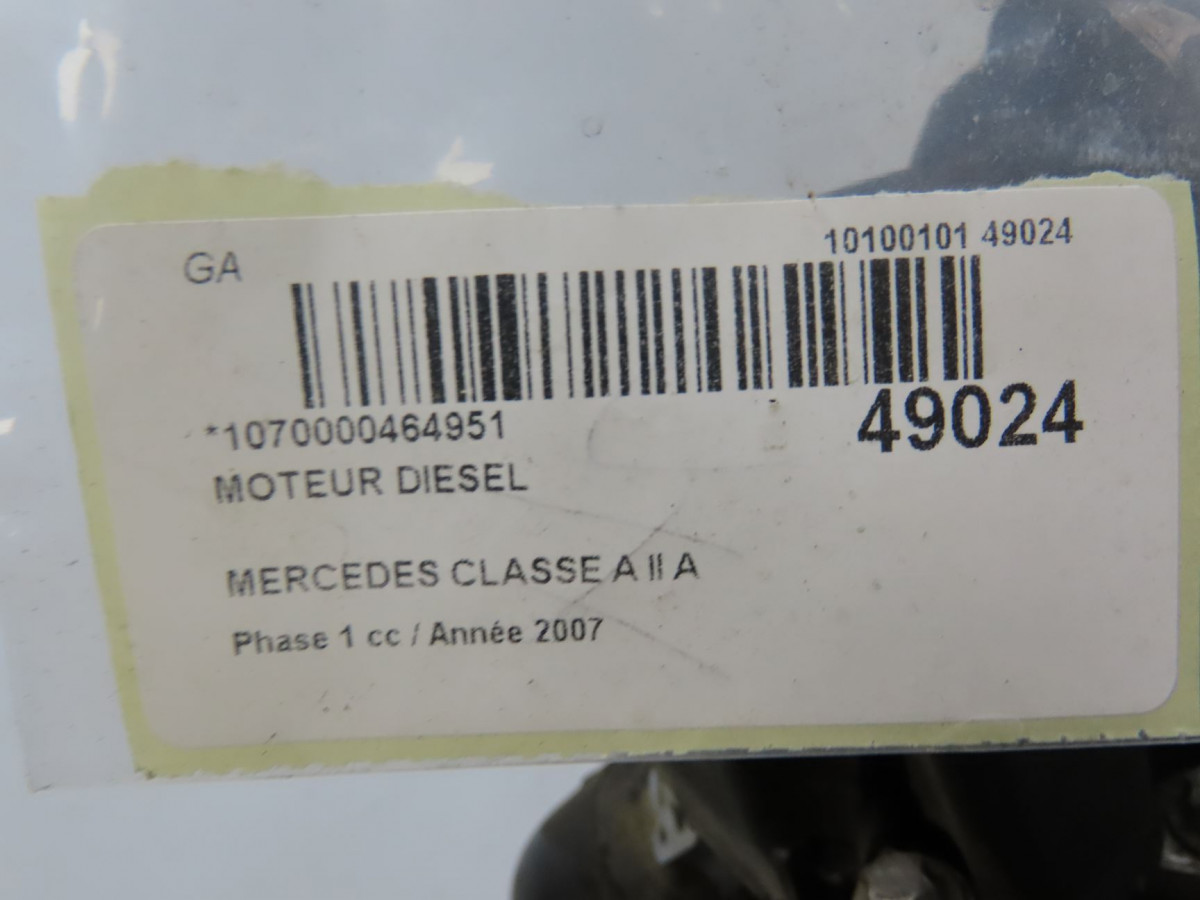 GA
10100101 49024
*1070000464951
49024
MOTEUR DIESEL
MERCEDES CLASSE A II A
Phase 1 cc / Année 2007